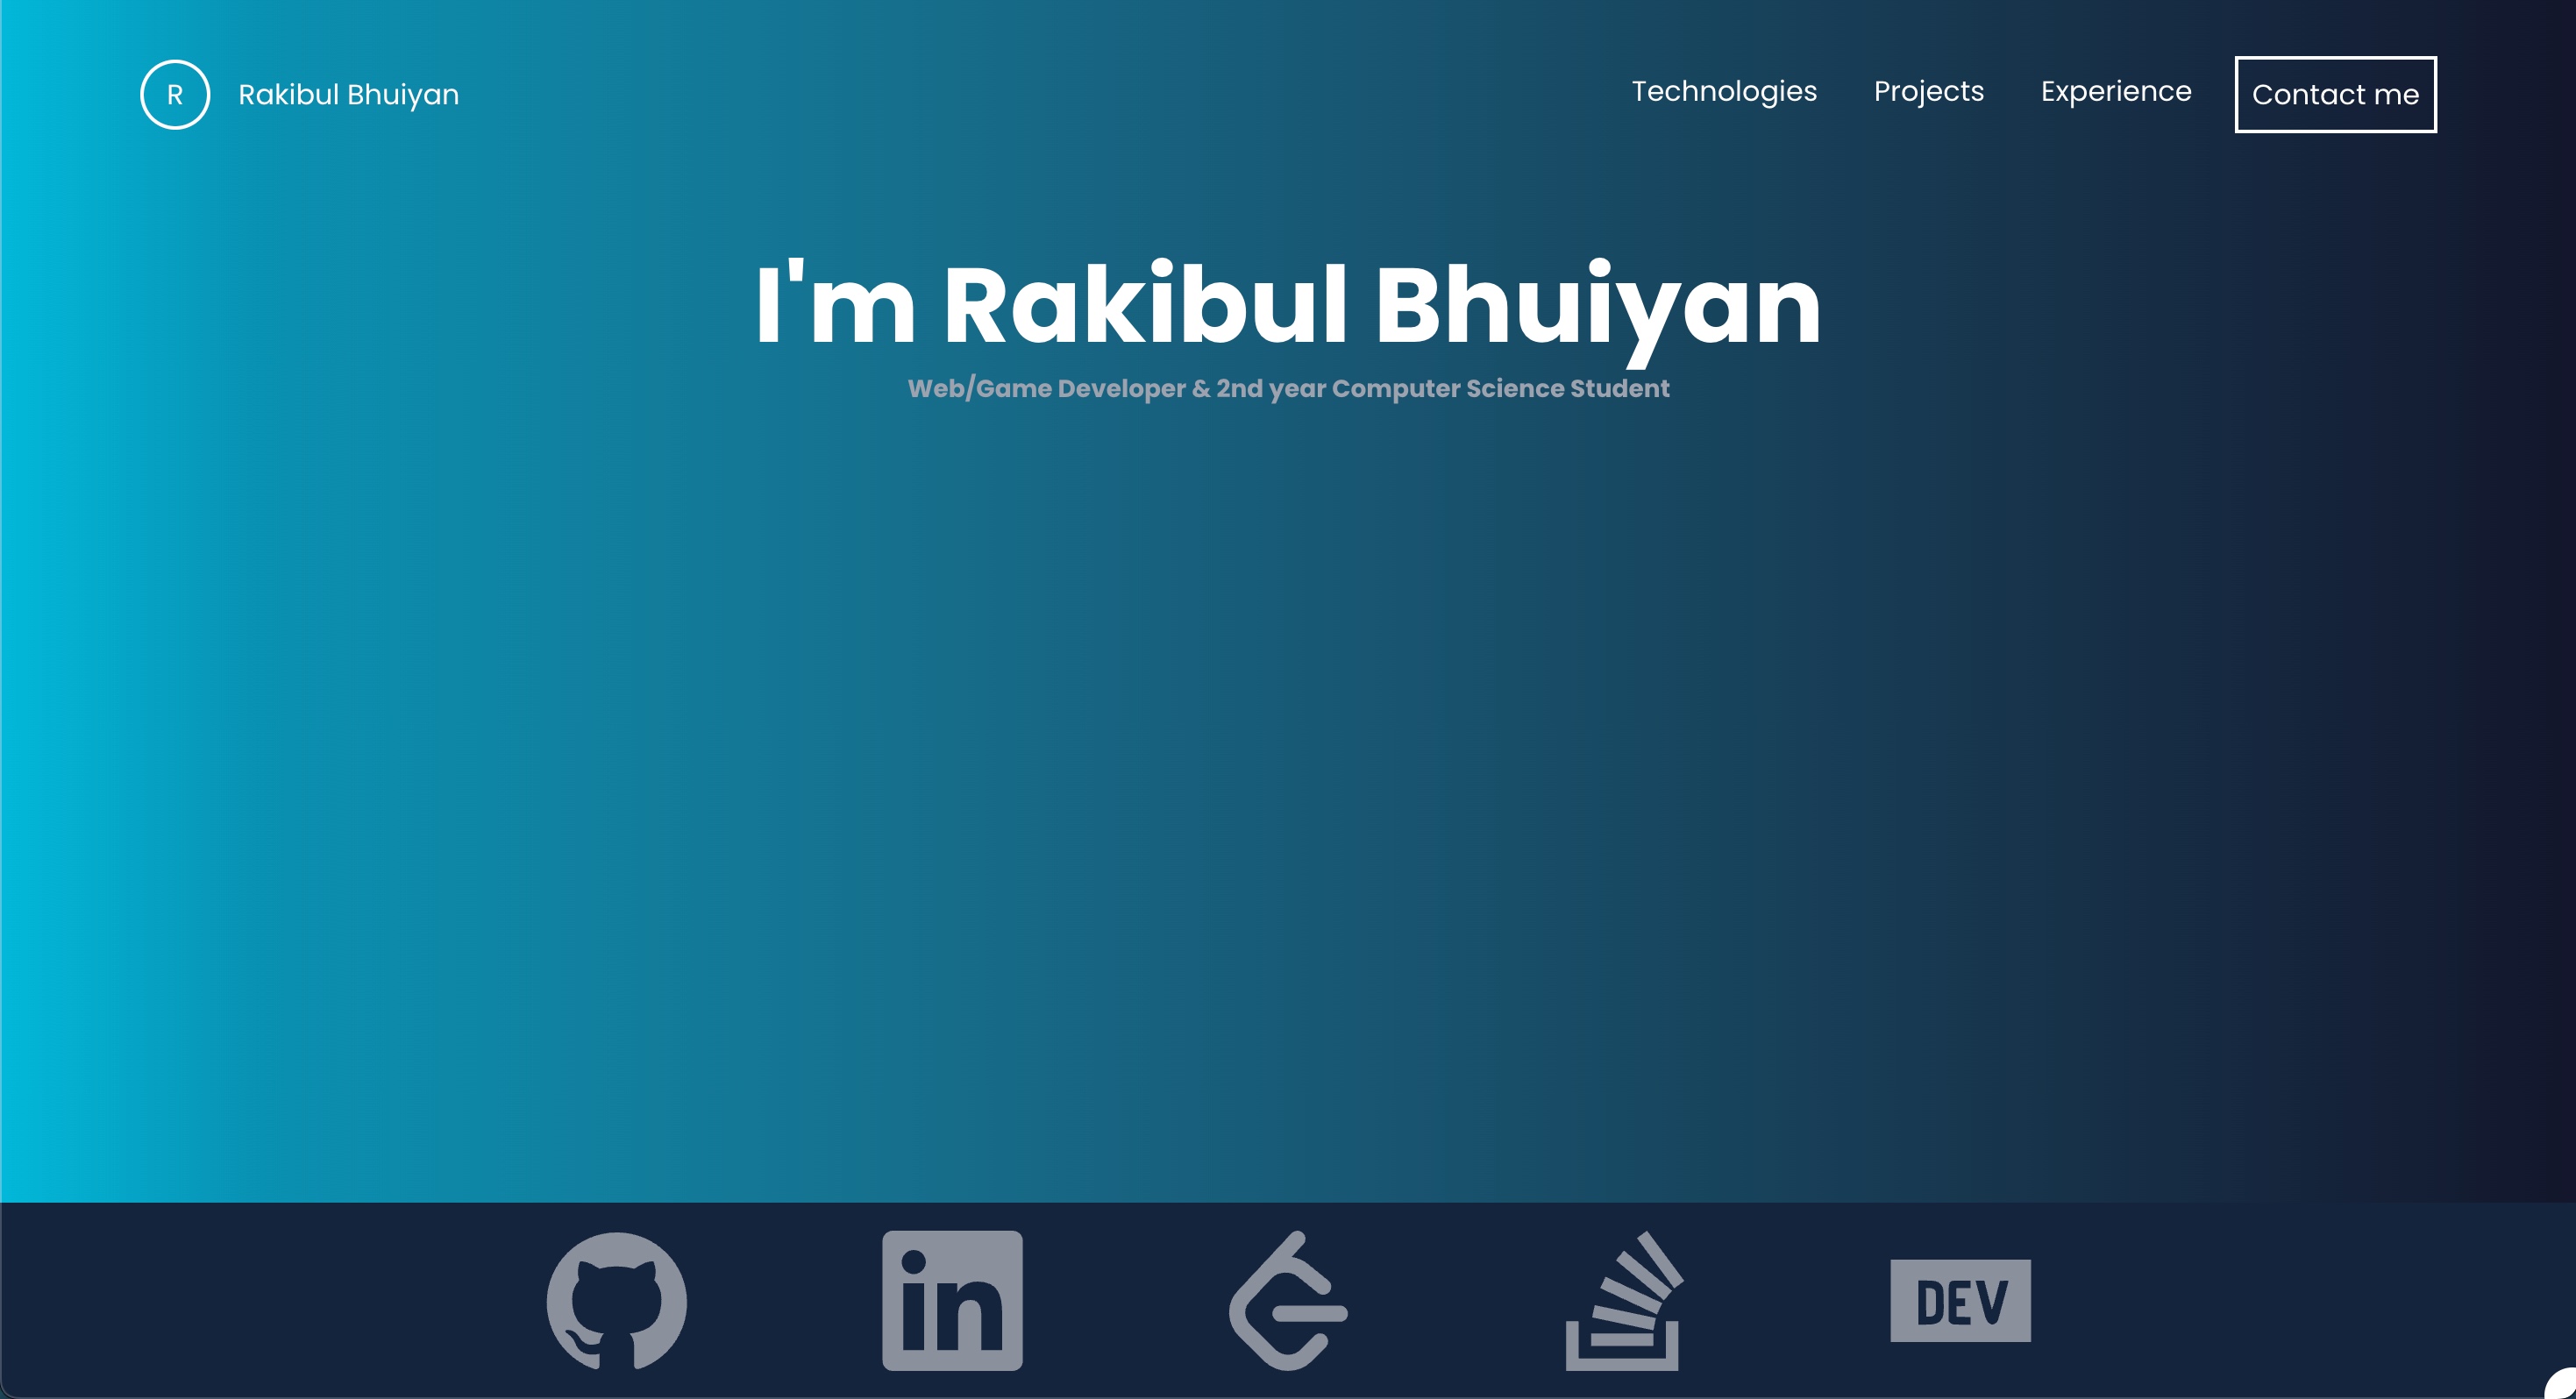 R
Rakibul Bhuiyan
Technologies
Projects
Experience
Contact me
I'm Rakibul Bhuiyan
Web/Game Developer & 2nd year Computer Science Student
in
DEV